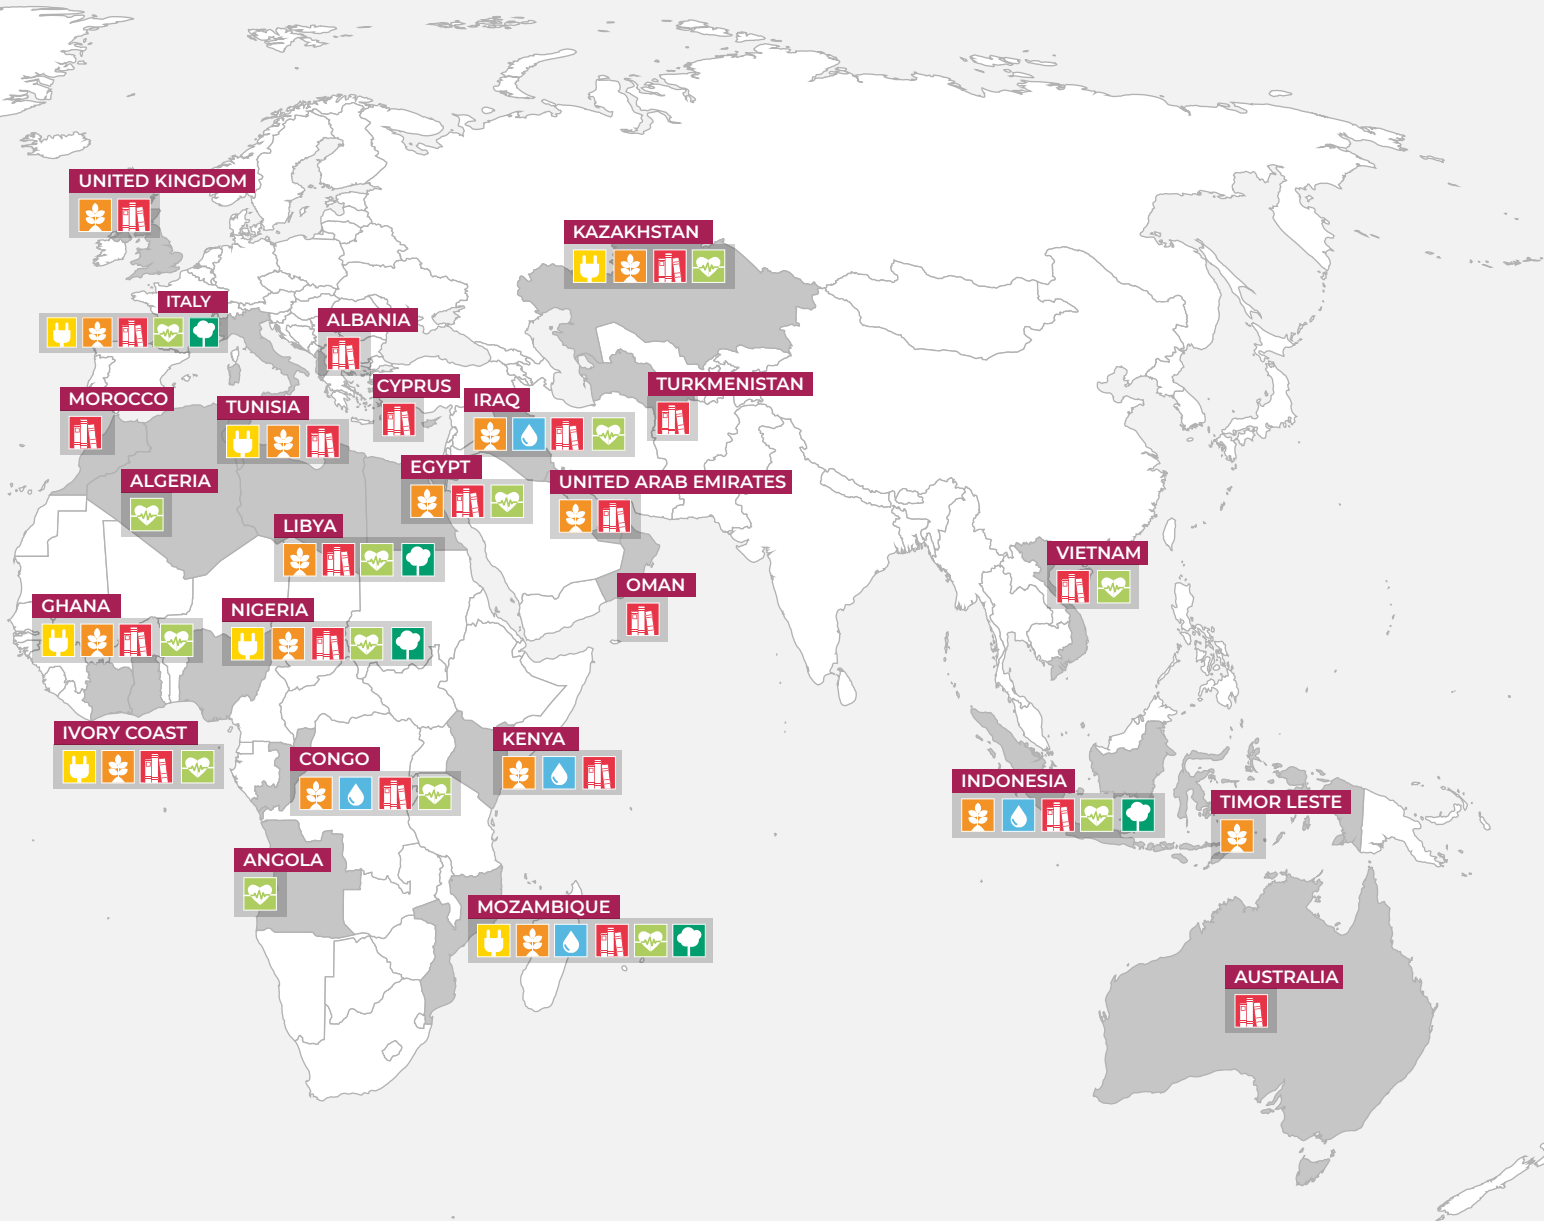 UNITED KINGDOM
KAZAKHSTAN
ITALY
ALBANIA
TURKMENISTAN
CYPRUS
MOROCCO
TUNISIA
IRAQ
EGYPT
ALGERIA
UNITED ARAB EMIRATES
LIBYA
VIETNAM
OMAN
GHANA
NIGERIA
IVORY COAST
KENYA
CONGO
INDONESIA
TIMOR LESTE
ANGOLA
MOZAMBIQUE
AUSTRALIA